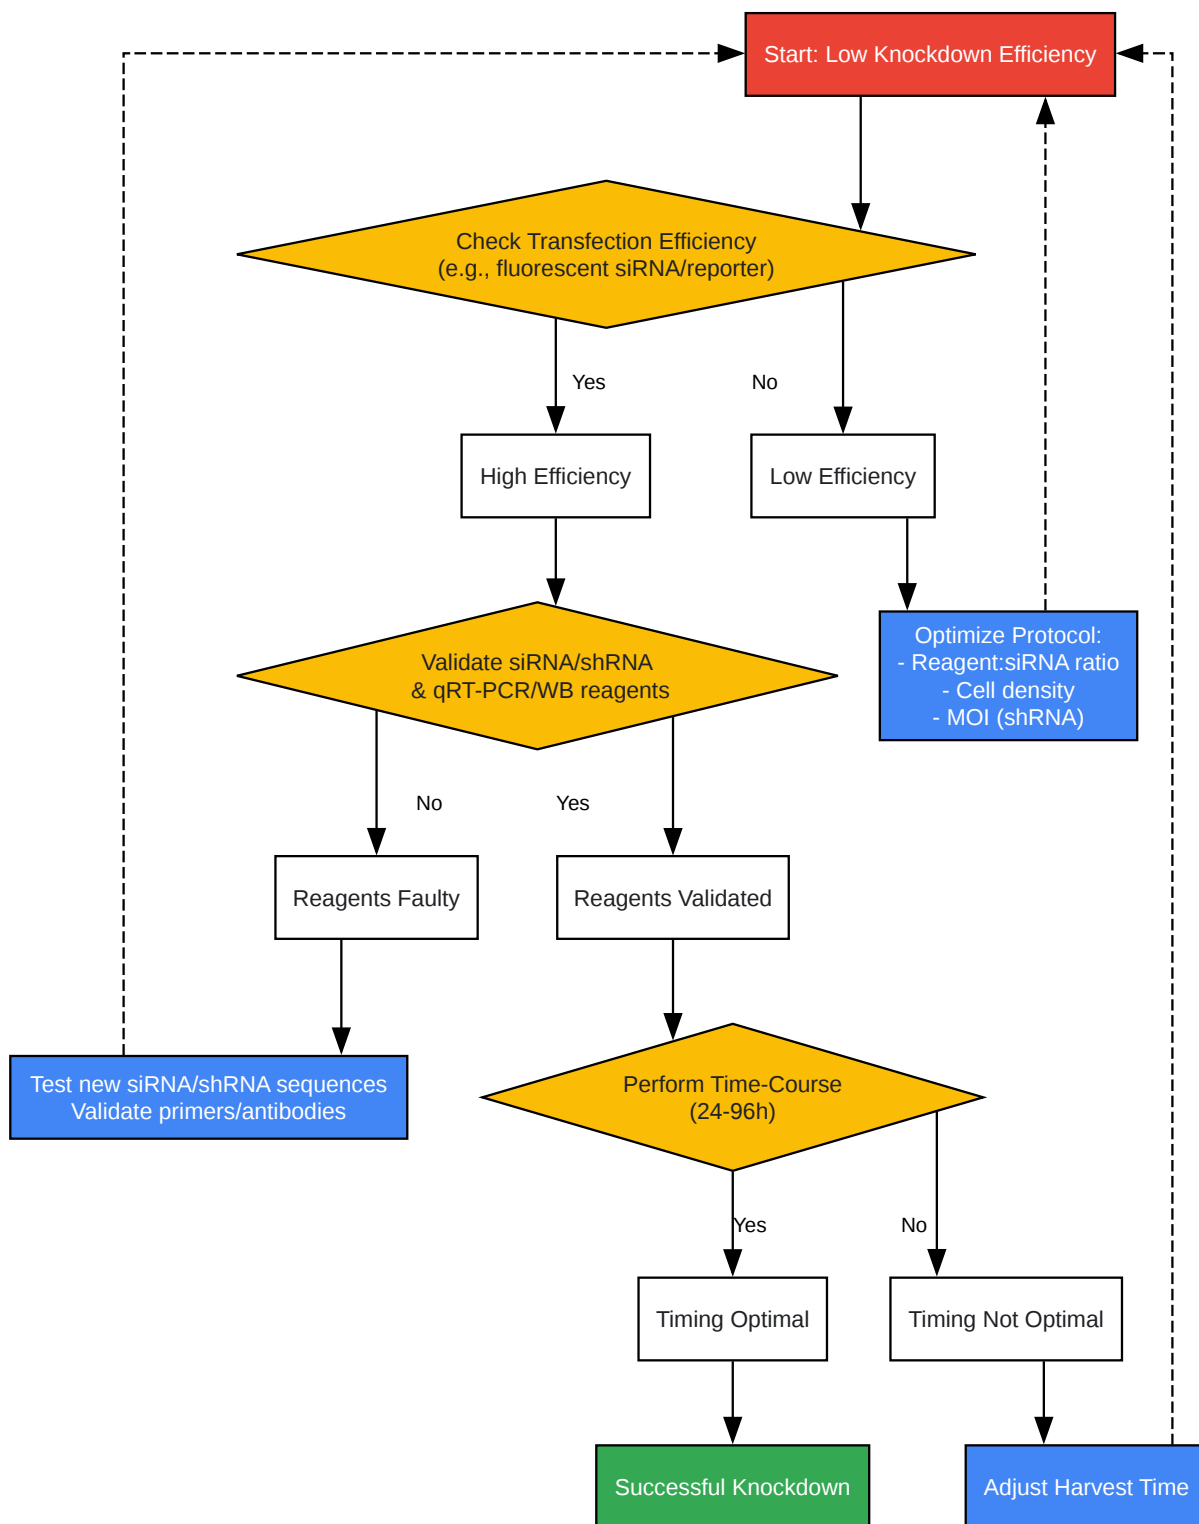 Start: Low Knockdown Efficiency
Check Transfection Efficiency
(e.g., fluorescent siRNA/reporter)
Yes
No
High Efficiency
Low Efficiency
Optimize Protocol:
- Reagent:siRNA ratio
- Cell density
- MOI (shRNA)
Validate siRNA/shRNA
& qRT-PCR/WB reagents
No
Yes
Reagents Faulty
Reagents Validated
Test new siRNA/shRNA sequences
Validate primers/antibodies
Perform Time-Course
(24-96h)
Yes
No
Timing Optimal
Timing Not Optimal
Successful Knockdown
Adjust Harvest Time